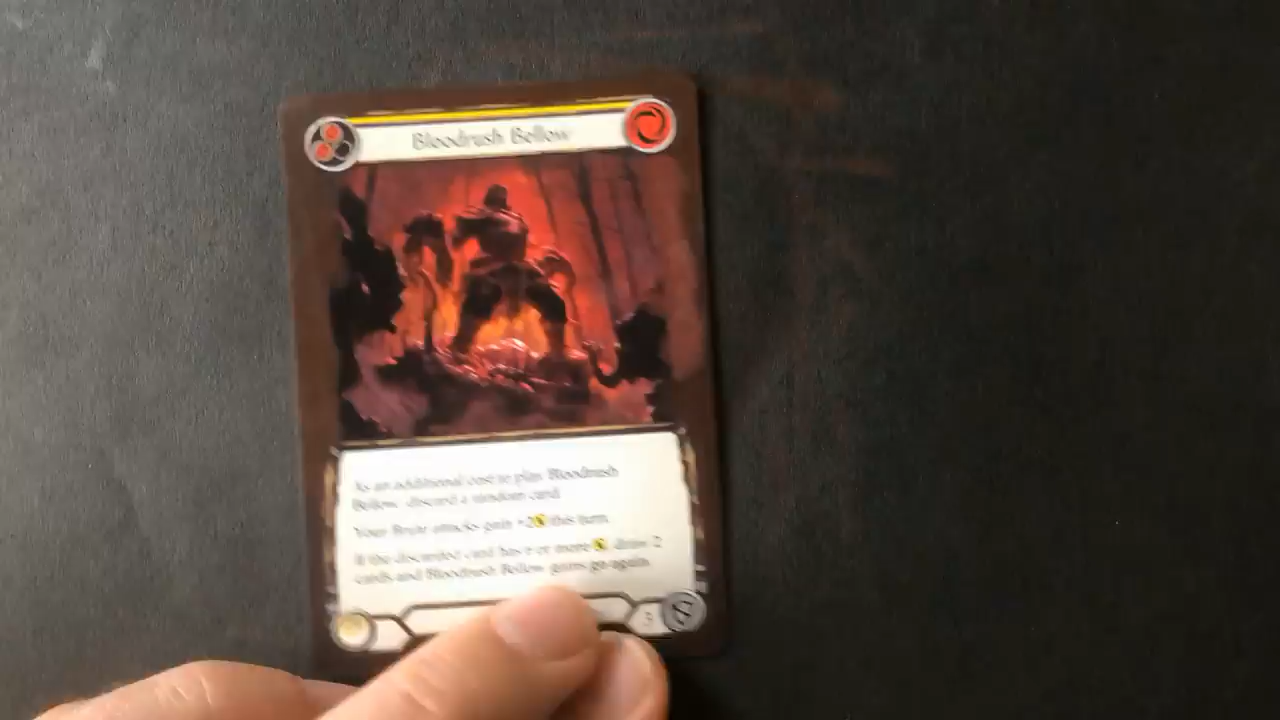 Bloodrush Bellow
As an additional cost to play Bloodrush
Bellow, discard a random card.
Your Brute attacks gain +2 this turn.
If the discarded card has 6 or more , draw 2
cards and Bloodrush Bellow gains go again.
3